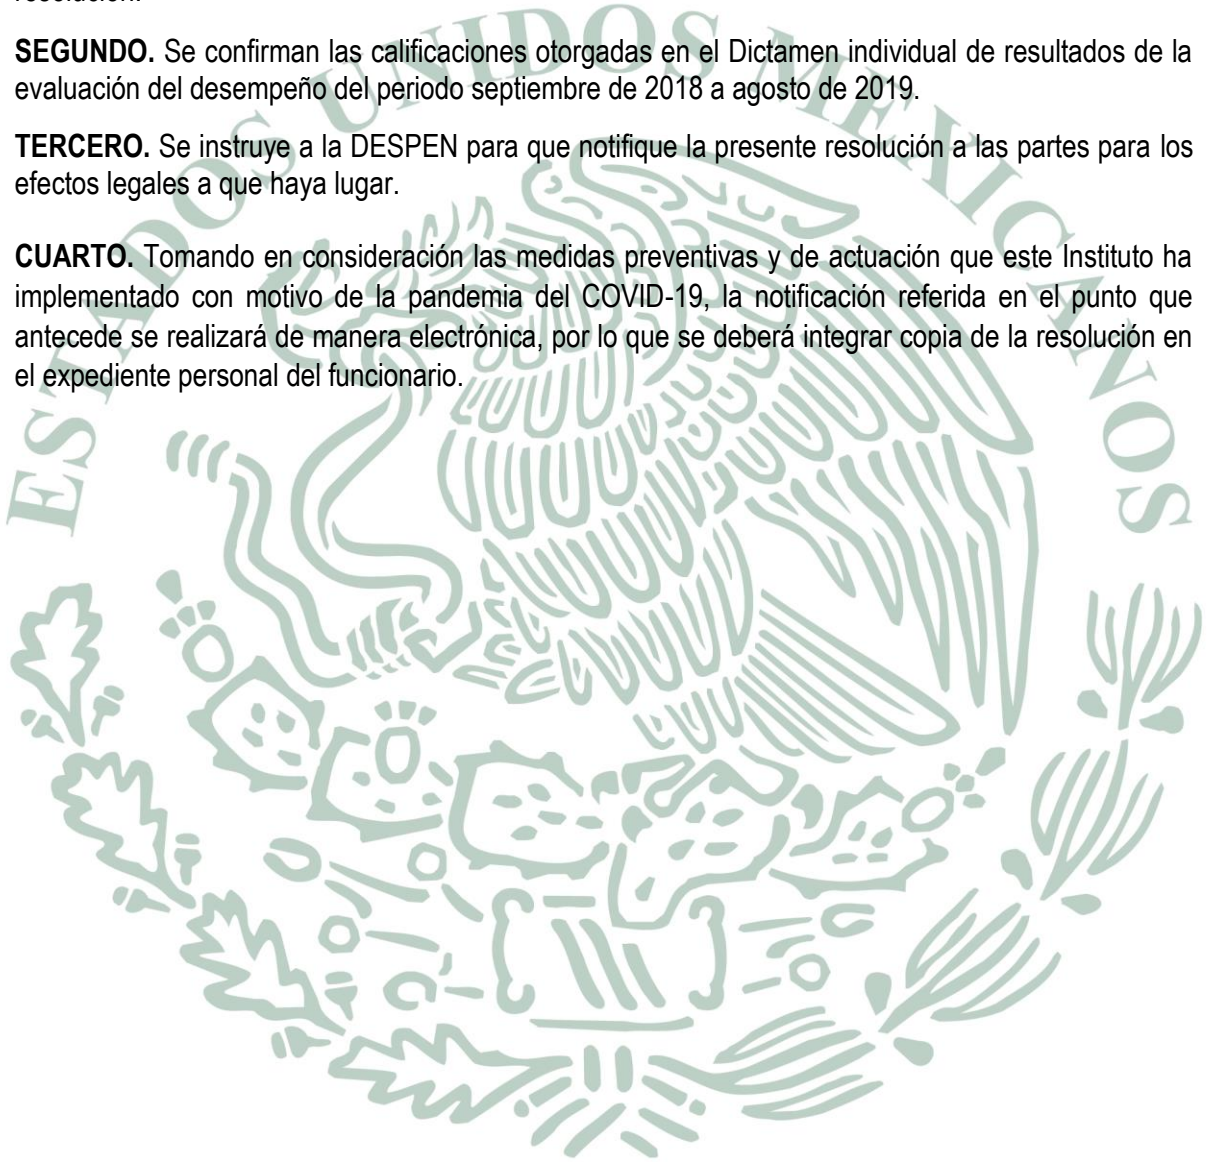 resolución.
SEGUNDO. Se confirman las calificaciones otorgadas en el Dictamen individual de resultados de la
evaluación del desempeño del periodo septiembre de 2018 a agosto de 2019.
TERCERO. Se instruye a la DESPEN para que notifique la presente resolución a las partes para los
efectos legales a que haya lugar.
CUARTO. Tomando en consideración las medidas preventivas y de actuación que este Instituto ha
implementado con motivo de la pandemia del COVID-19, la notificación referida en el punto que
antecede se realizará de manera electrónica, por lo que se deberá integrar copia de la resolución en
el expediente personal del funcionario.
ESTADOS UNIDOS MEXICANOS